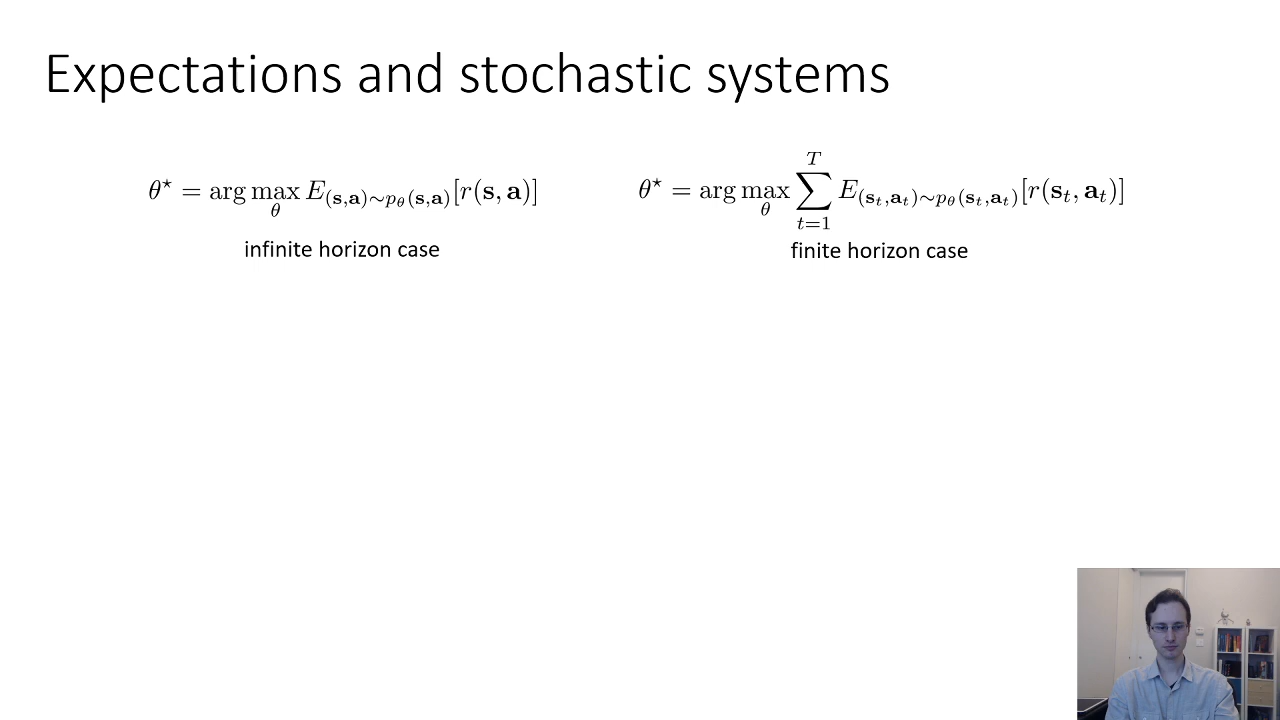 Expectations and stochastic systems
θ⋆ = arg max_θ E_{(s,a)∼p_θ(s,a)}[r(s, a)]
infinite horizon case
θ⋆ = arg max_θ ∑_{t=1}^{T} E_{(s_t,a_t)∼p_θ(s_t,a_t)}[r(s_t, a_t)]
finite horizon case